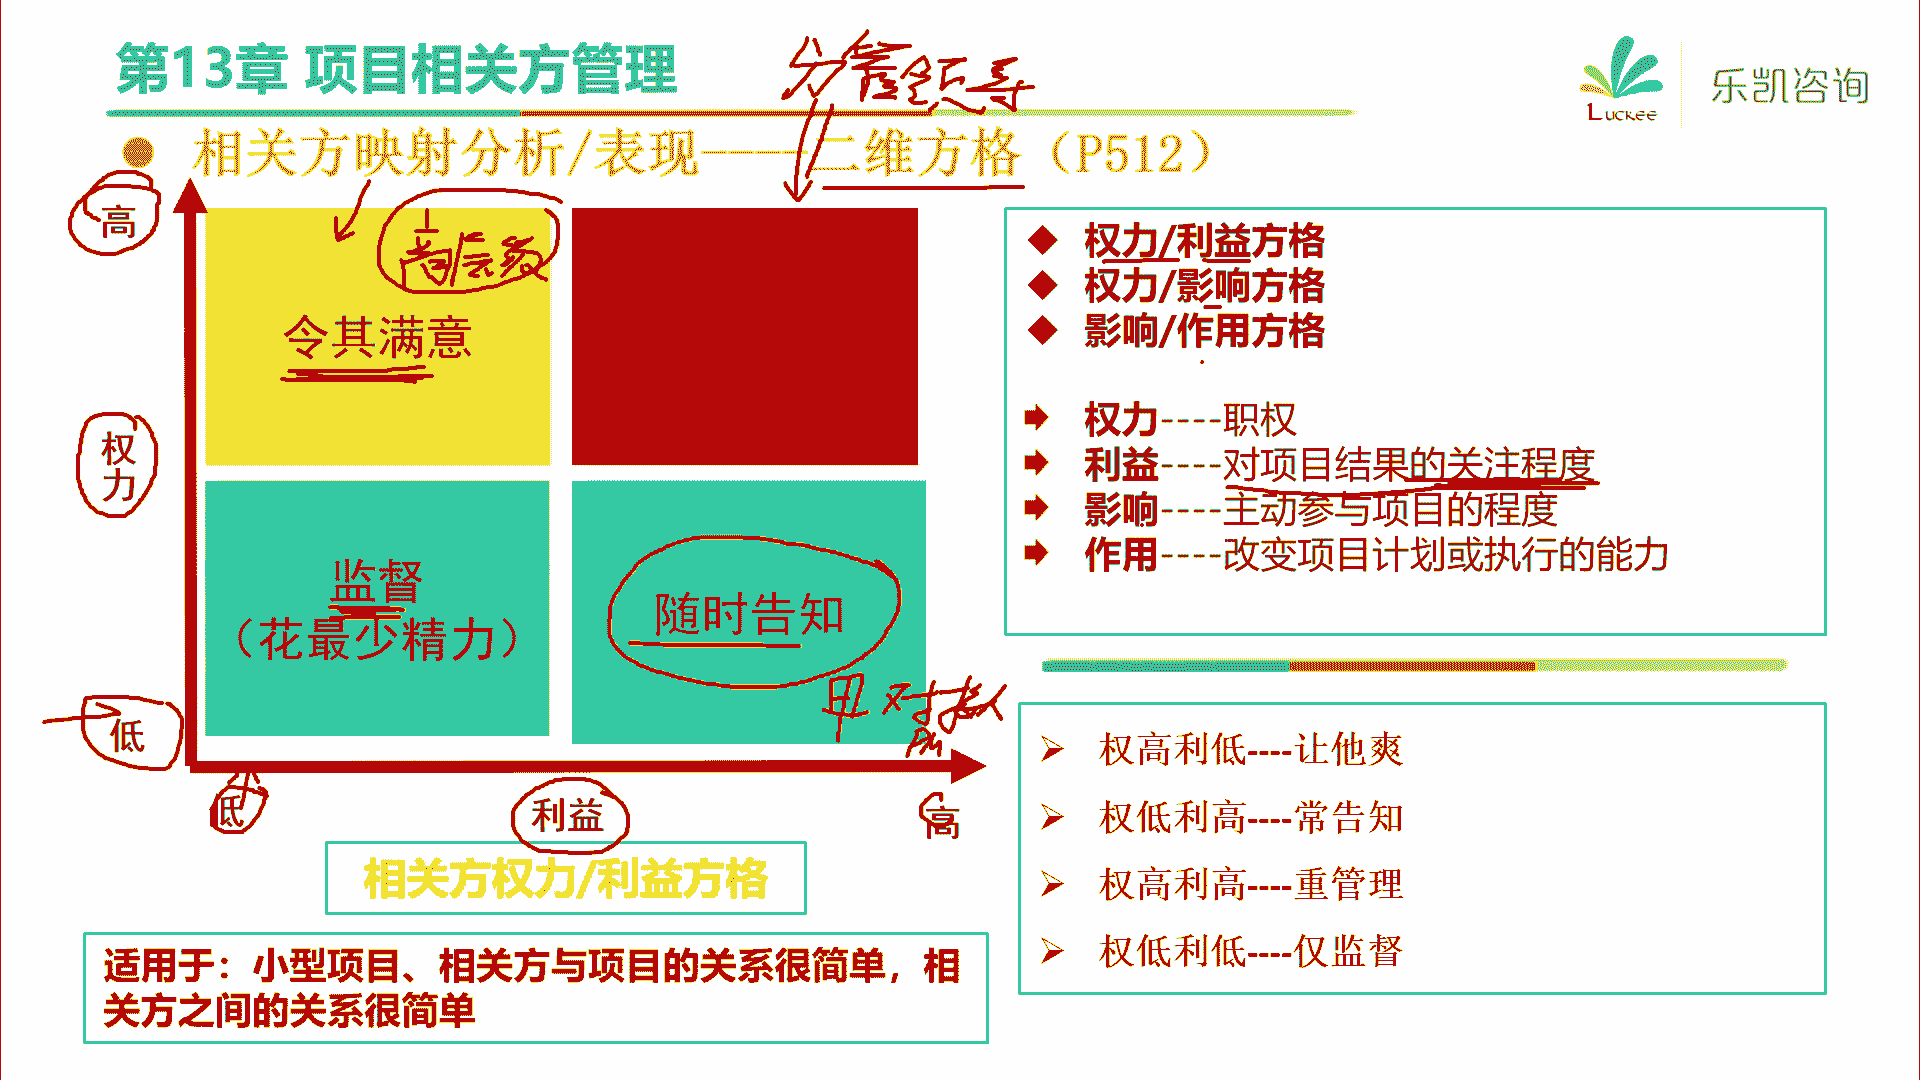 第13章 项目相关方管理
分管领导
Luckee
乐凯咨询
相关方映射分析/表现——二维方格（P512）
高
令其满意
权力
监督
（花最少精力）
随时告知
甲 对接人
低
低
利益
高
相关方权力/利益方格
适用于：小型项目、相关方与项目的关系很简单，相
关方之间的关系很简单
权力/利益方格
权力/影响方格
影响/作用方格
权力----职权
利益----对项目结果的关注程度
影响----主动参与项目的程度
作用----改变项目计划或执行的能力
权高利低----让他爽
权低利高----常告知
权高利高----重管理
权低利低----仅监督